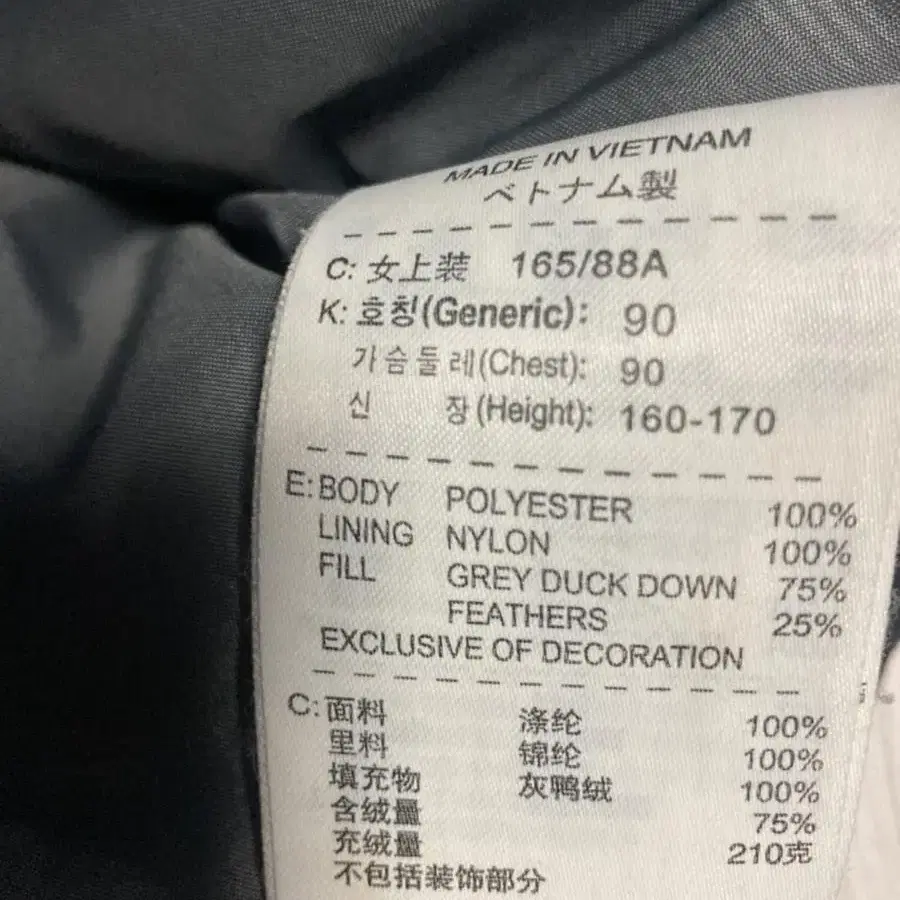 MADE IN VIETNAM
ベトナム製
C: 女上装 165/88A
K: 호칭(Generic): 90
가슴둘레(Chest): 90
신 장(Height): 160-170
E: BODY POLYESTER 100%
LINING NYLON 100%
FILL GREY DUCK DOWN 75%
FEATHERS 25%
EXCLUSIVE OF DECORATION
C: 面料 涤纶 100%
里料 锦纶 100%
填充物 灰鸭绒 100%
含绒量 75%
充绒量 210克
不包括装饰部分